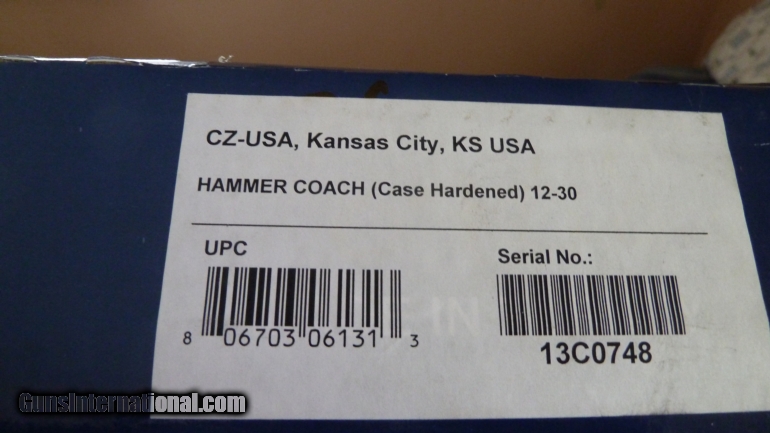 CZ-USA, Kansas City, KS USA
HAMMER COACH (Case Hardened) 12-30
UPC
Serial No.:
8 06703 06131 3
13C0748
GunsInternational.com